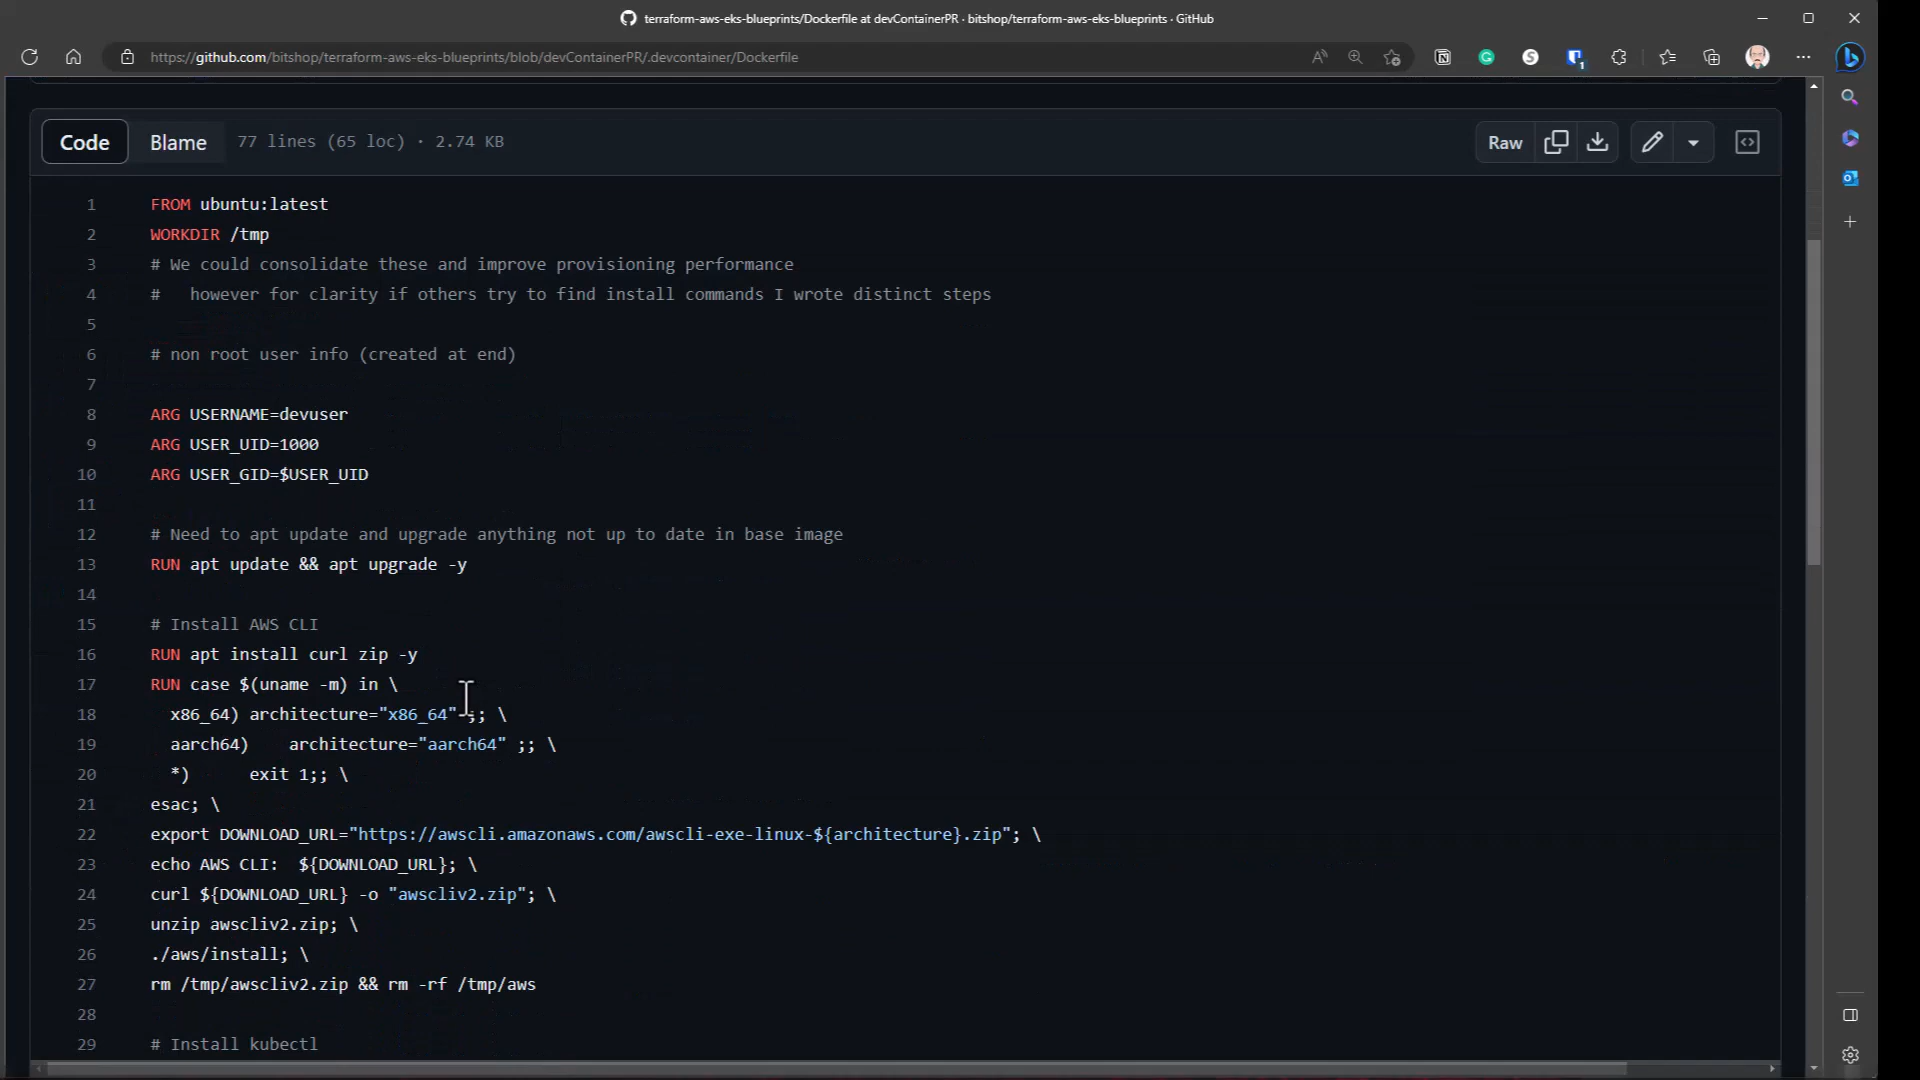 terraform-aws-eks-blueprints/Dockerfile at devContainerPR · bitshop/terraform-aws-eks-blueprints · GitHub
https://github.com/bitshop/terraform-aws-eks-blueprints/blob/devContainerPR/.devcontainer/Dockerfile
Code Blame 77 lines (65 loc) · 2.74 KB Raw
1 FROM ubuntu:latest
2 WORKDIR /tmp
3 # We could consolidate these and improve provisioning performance
4 #   however for clarity if others try to find install commands I wrote distinct steps
5
6 # non root user info (created at end)
7
8 ARG USERNAME=devuser
9 ARG USER_UID=1000
10 ARG USER_GID=$USER_UID
11
12 # Need to apt update and upgrade anything not up to date in base image
13 RUN apt update && apt upgrade -y
14
15 # Install AWS CLI
16 RUN apt install curl zip -y
17 RUN case $(uname -m) in \
18   x86_64) architecture="x86_64" ;; \
19   aarch64)    architecture="aarch64" ;; \
20   *)      exit 1;; \
21 esac; \
22 export DOWNLOAD_URL="https://awscli.amazonaws.com/awscli-exe-linux-${architecture}.zip"; \
23 echo AWS CLI:  ${DOWNLOAD_URL}; \
24 curl ${DOWNLOAD_URL} -o "awscliv2.zip"; \
25 unzip awscliv2.zip; \
26 ./aws/install; \
27 rm /tmp/awscliv2.zip && rm -rf /tmp/aws
28
29 # Install kubectl